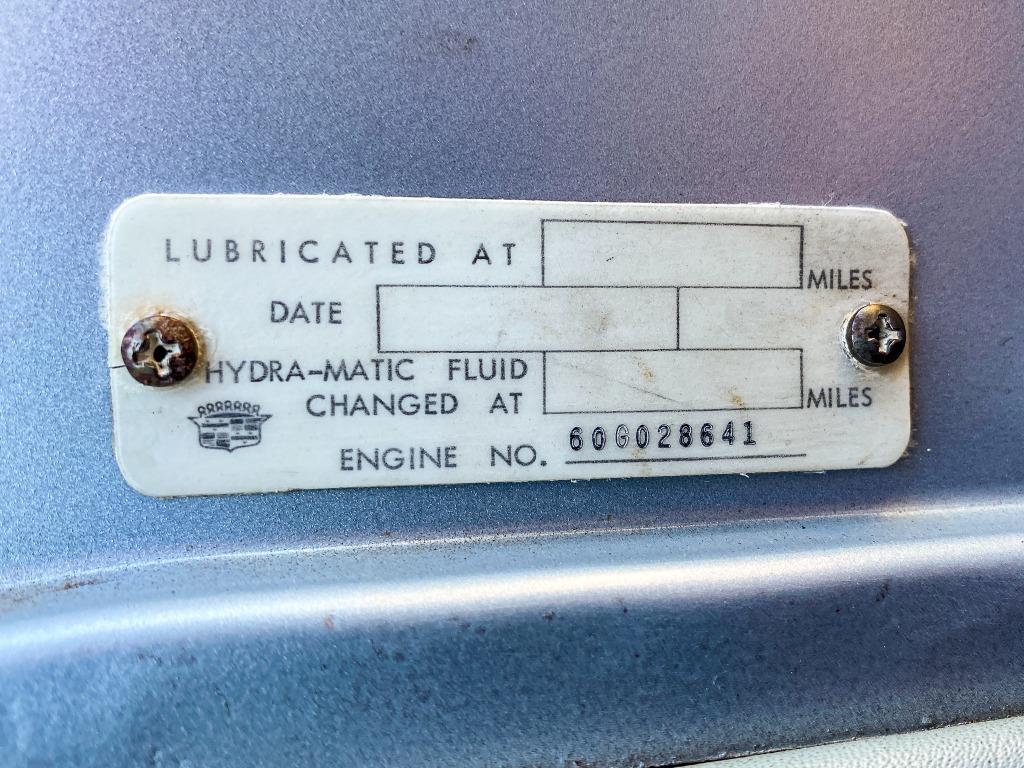 LUBRICATED AT
MILES
DATE
HYDRA-MATIC FLUID
CHANGED AT
MILES
ENGINE NO. 60G028641